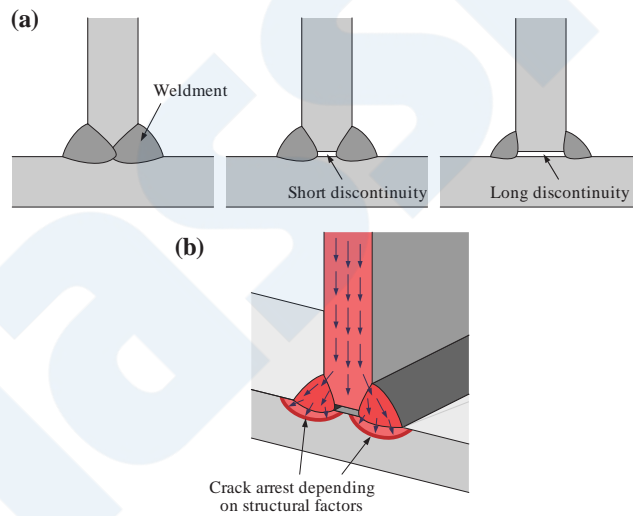 (a)
Weldment
Short discontinuity
Long discontinuity
(b)
Crack arrest depending
on structural factors